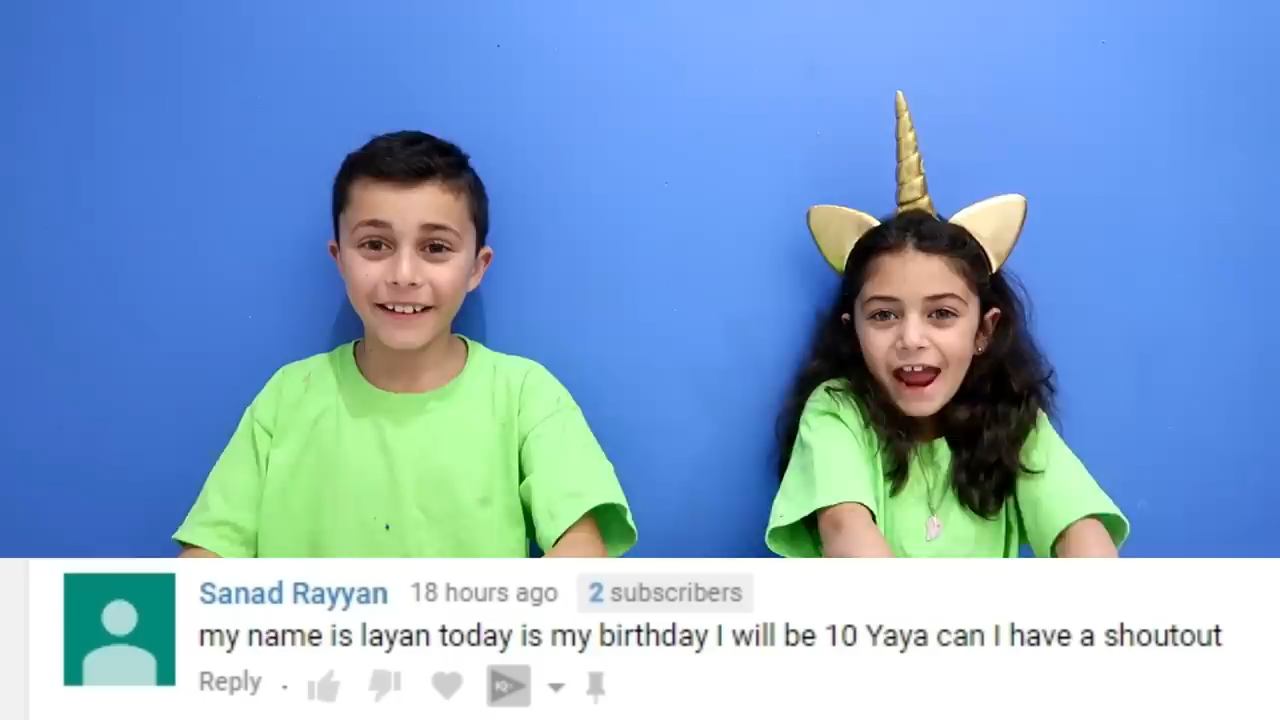 Sanad Rayyan 18 hours ago 2 subscribers
my name is layan today is my birthday I will be 10 Yaya can I have a shoutout
Reply